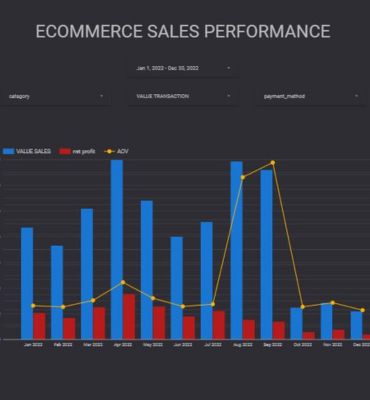 ECOMMERCE SALES PERFORMANCE
Jan 1, 2022 - Dec 30, 2022
category VALUE TRANSACTION payment_method
VALUE SALES net profit AOV
Jan 2022 Feb 2022 Mar 2022 Apr 2022 May 2022 Jun 2022 Jul 2022 Aug 2022 Sep 2022 Oct 2022 Nov 2022 Dec 202